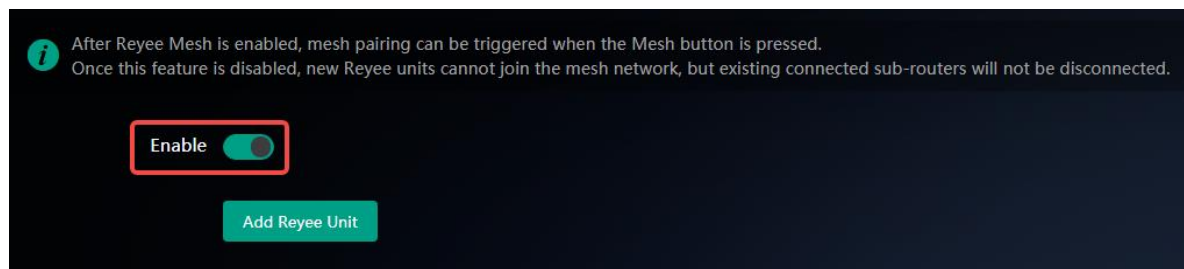 After Reyee Mesh is enabled, mesh pairing can be triggered when the Mesh button is pressed.
Once this feature is disabled, new Reyee units cannot join the mesh network, but existing connected sub-routers will not be disconnected.
Enable
Add Reyee Unit